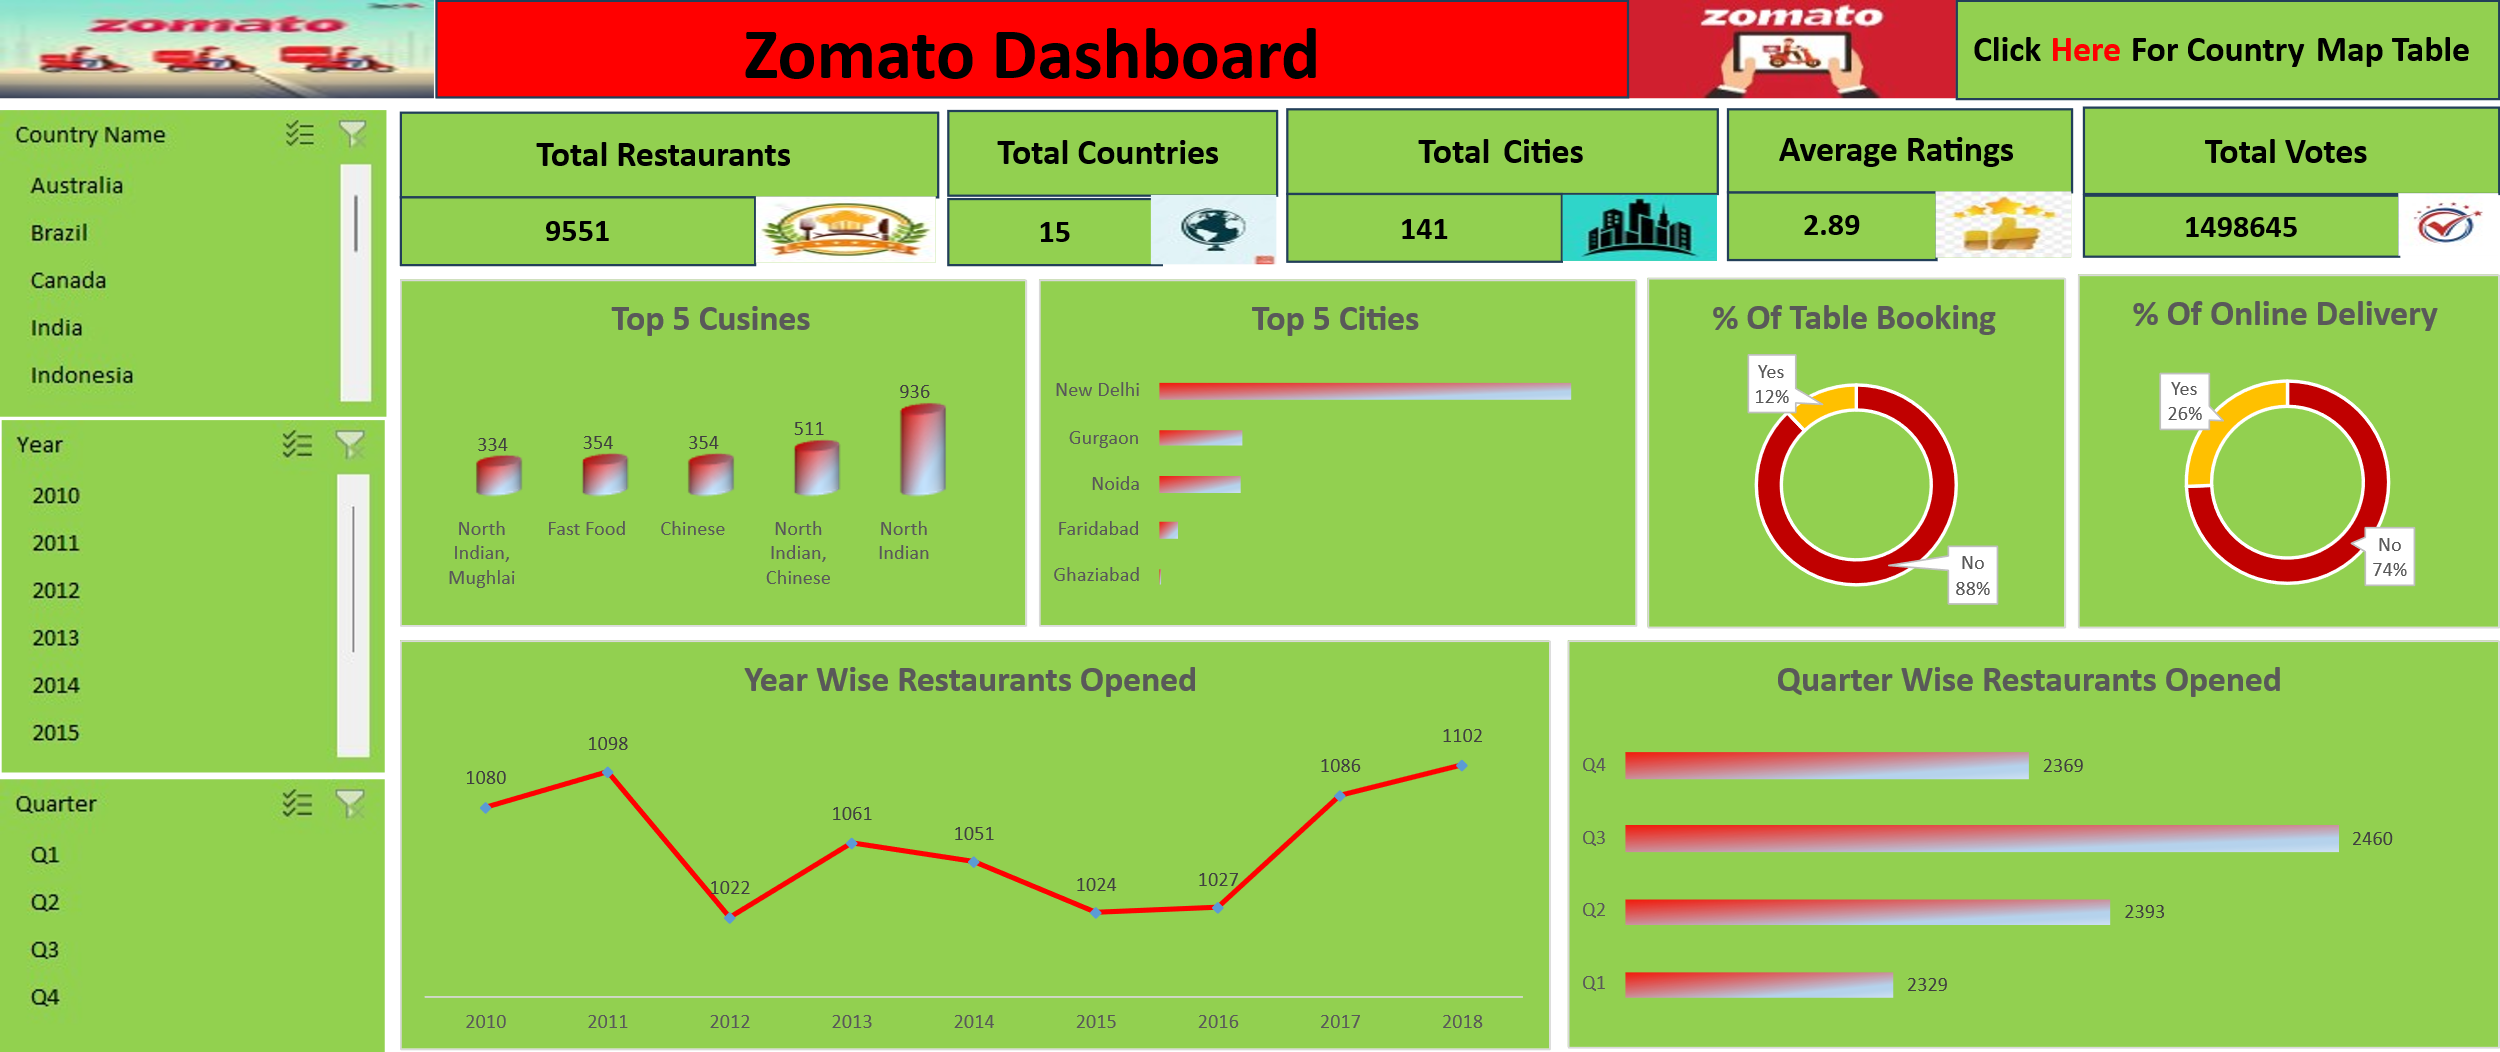 zomato
Zomato Dashboard
zomato
Click Here For Country Map Table
Country Name
Australia
Brazil
Canada
India
Indonesia
Year
2010
2011
2012
2013
2014
2015
Quarter
Q1
Q2
Q3
Q4
Total Restaurants
9551
Total Countries
15
Total Cities
141
Average Ratings
2.89
Total Votes
1498645
Top 5 Cusines
334
354
354
511
936
North
Indian,
Mughlai
Fast Food
Chinese
North
Indian,
Chinese
North
Indian
Top 5 Cities
New Delhi
Gurgaon
Noida
Faridabad
Ghaziabad
% Of Table Booking
Yes
12%
No
88%
% Of Online Delivery
Yes
26%
No
74%
Year Wise Restaurants Opened
1080
1098
1022
1061
1051
1024
1027
1086
1102
2010
2011
2012
2013
2014
2015
2016
2017
2018
Quarter Wise Restaurants Opened
Q4
2369
Q3
2460
Q2
2393
Q1
2329